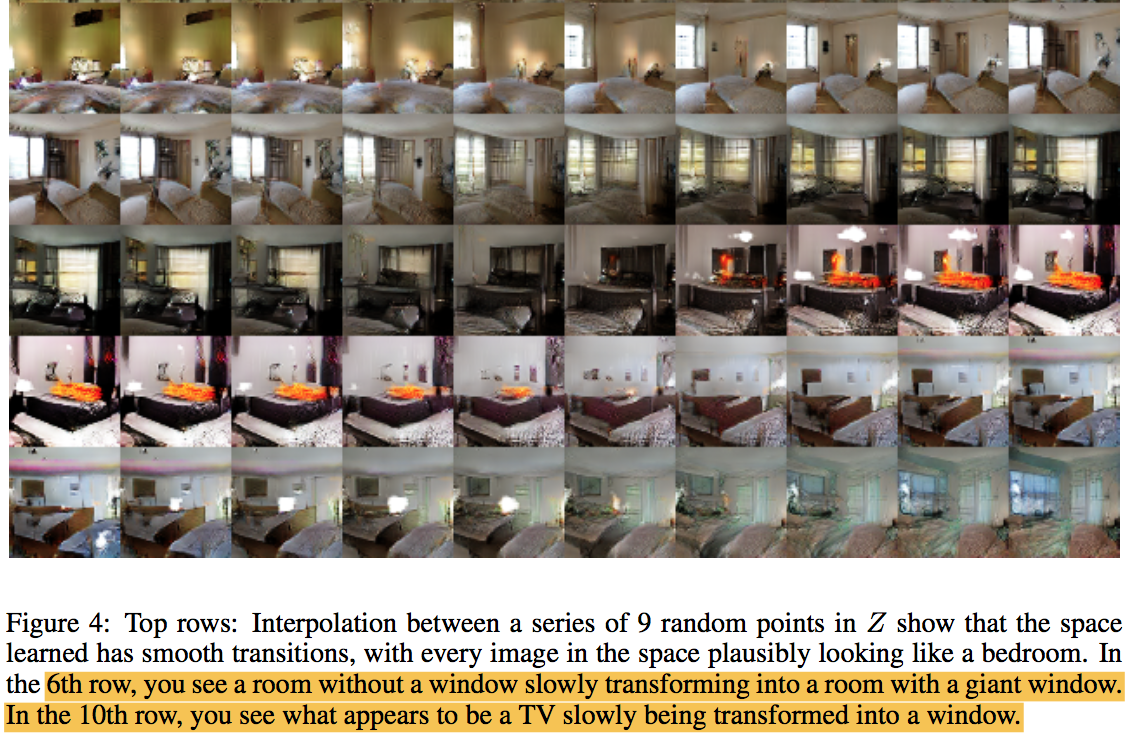 Figure 4: Top rows: Interpolation between a series of 9 random points in Z show that the space
learned has smooth transitions, with every image in the space plausibly looking like a bedroom. In
the 6th row, you see a room without a window slowly transforming into a room with a giant window.
In the 10th row, you see what appears to be a TV slowly being transformed into a window.